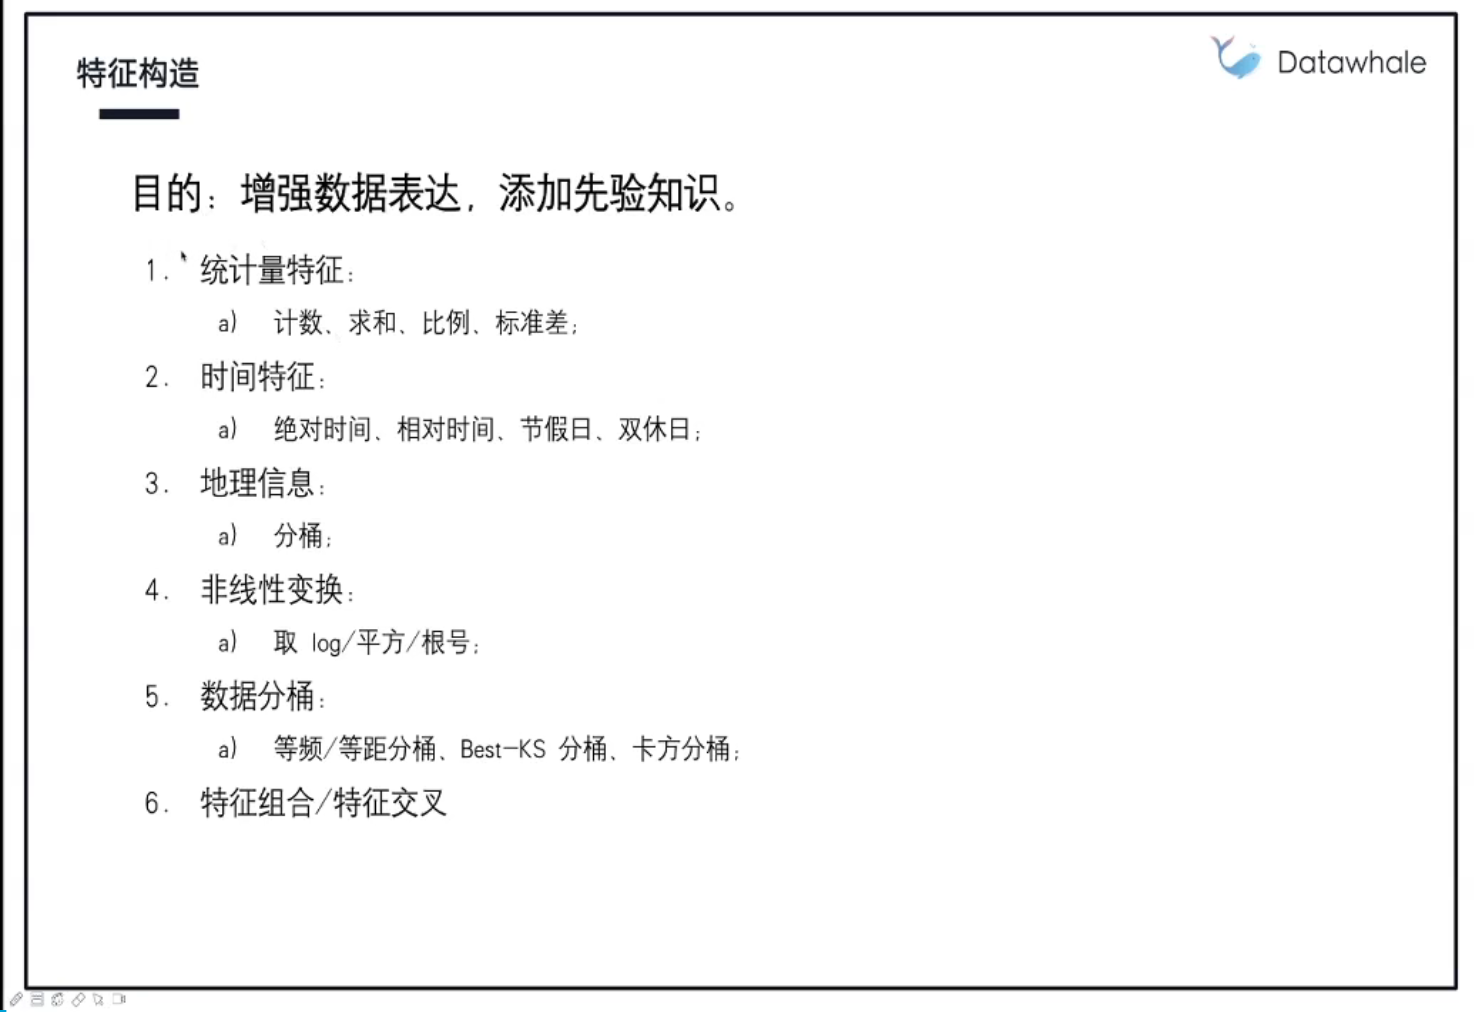 特征构造
Datawhale
目的：增强数据表达，添加先验知识。
1. 统计量特征：
a) 计数、求和、比例、标准差；
2. 时间特征：
a) 绝对时间、相对时间、节假日、双休日；
3. 地理信息：
a) 分桶；
4. 非线性变换：
a) 取 log/平方/根号；
5. 数据分桶：
a) 等频/等距分桶、Best-KS 分桶、卡方分桶；
6. 特征组合/特征交叉